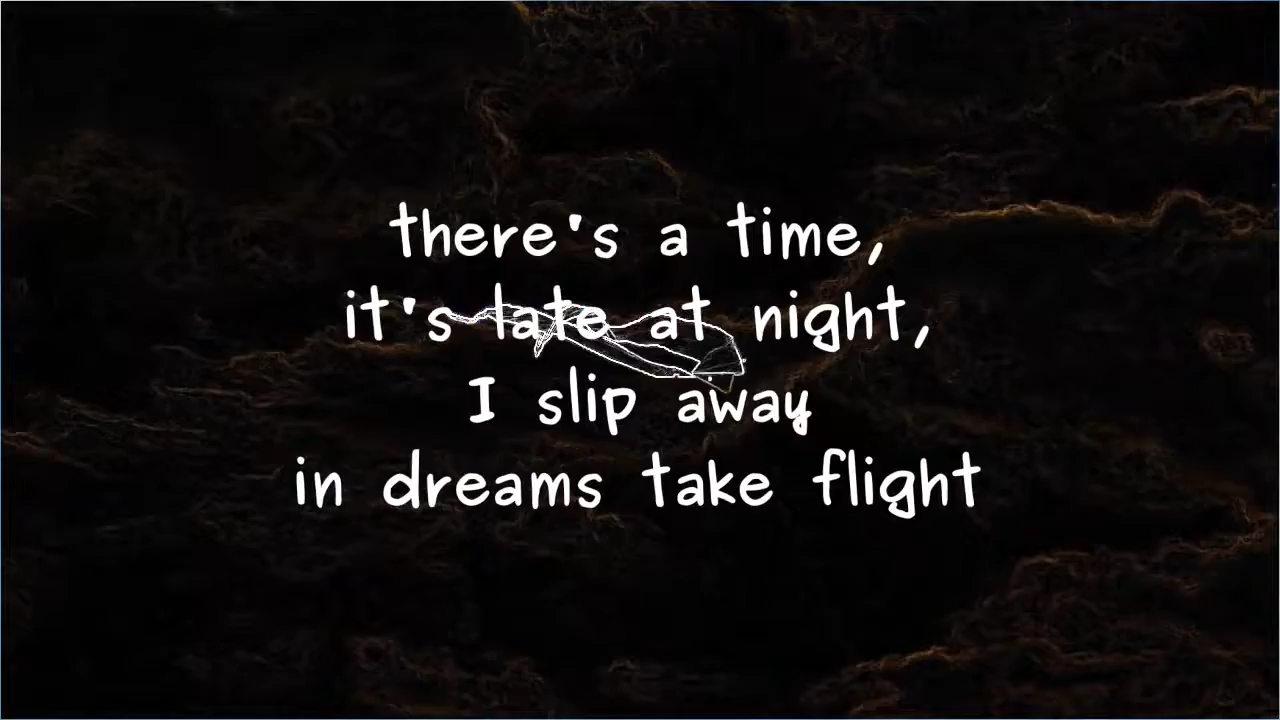 there's a time,
it's late at night,
I slip away
in dreams take flight